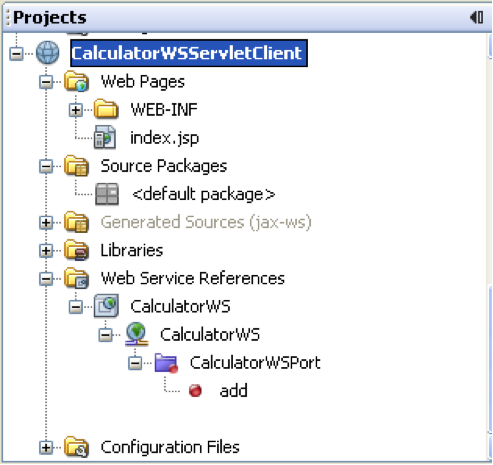 Projects
CalculatorWSServletClient
Web Pages
WEB-INF
index.jsp
Source Packages
<default package>
Generated Sources (jax-ws)
Libraries
Web Service References
CalculatorWS
CalculatorWS
CalculatorWSPort
add
Configuration Files